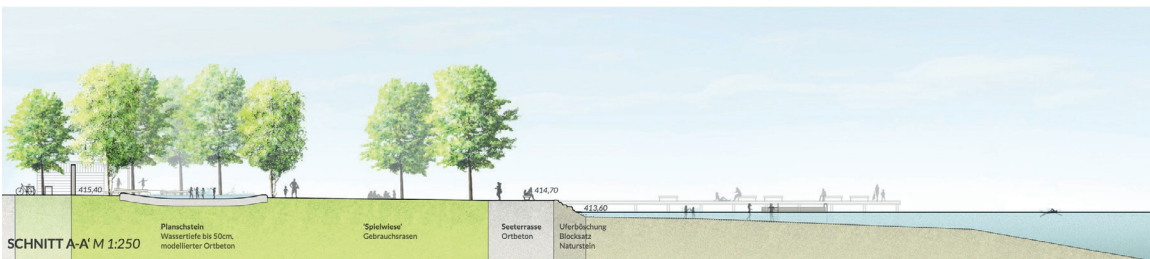 415,40
414,70
413,60
Planschstein
Wassertiefe bis 50cm,
modellierter Ortbeton
'Spielwiese'
Gebrauchsrasen
Seeterrasse
Ortbeton
Uferböschung
Blocksatz
Naturstein
SCHNITT A-A' M 1:250